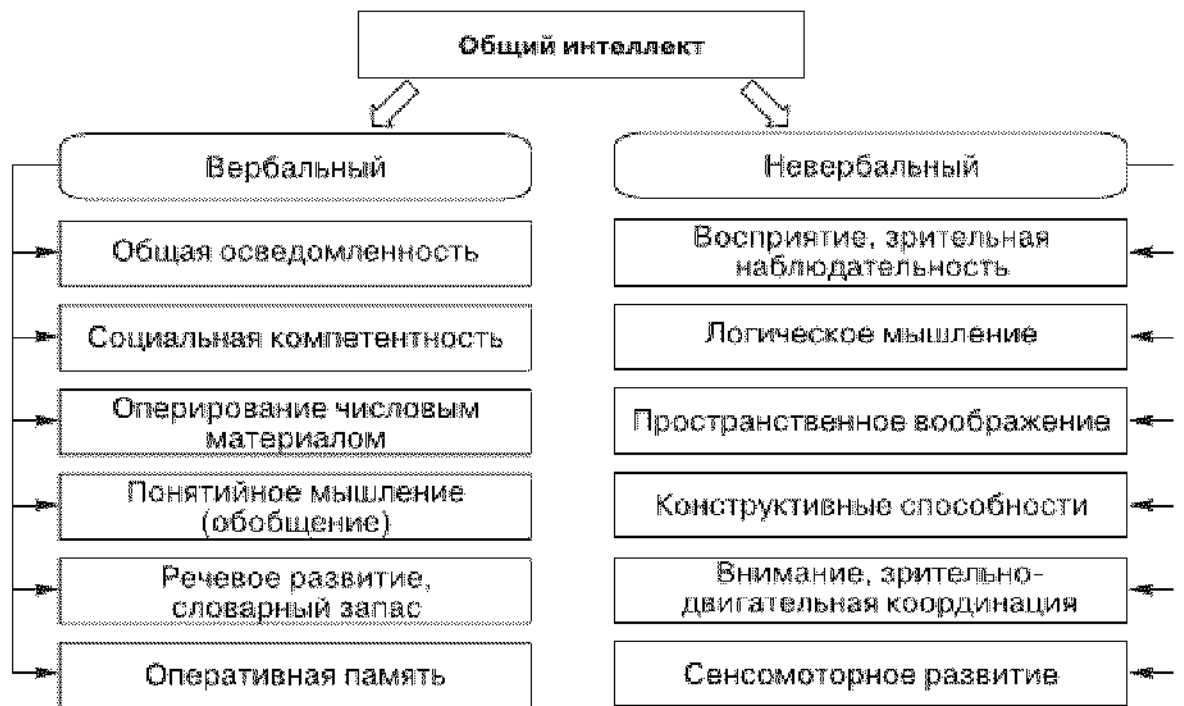 Общий интеллект
Вербальный
Общая осведомленность
Социальная компетентность
Оперирование числовым
материалом
Понятийное мышление
(обобщение)
Речевое развитие,
словарный запас
Оперативная память
Невербальный
Восприятие, зрительная
наблюдательность
Логическое мышление
Пространственное воображение
Конструктивные способности
Внимание, зрительно-
двигательная координация
Сенсомоторное развитие